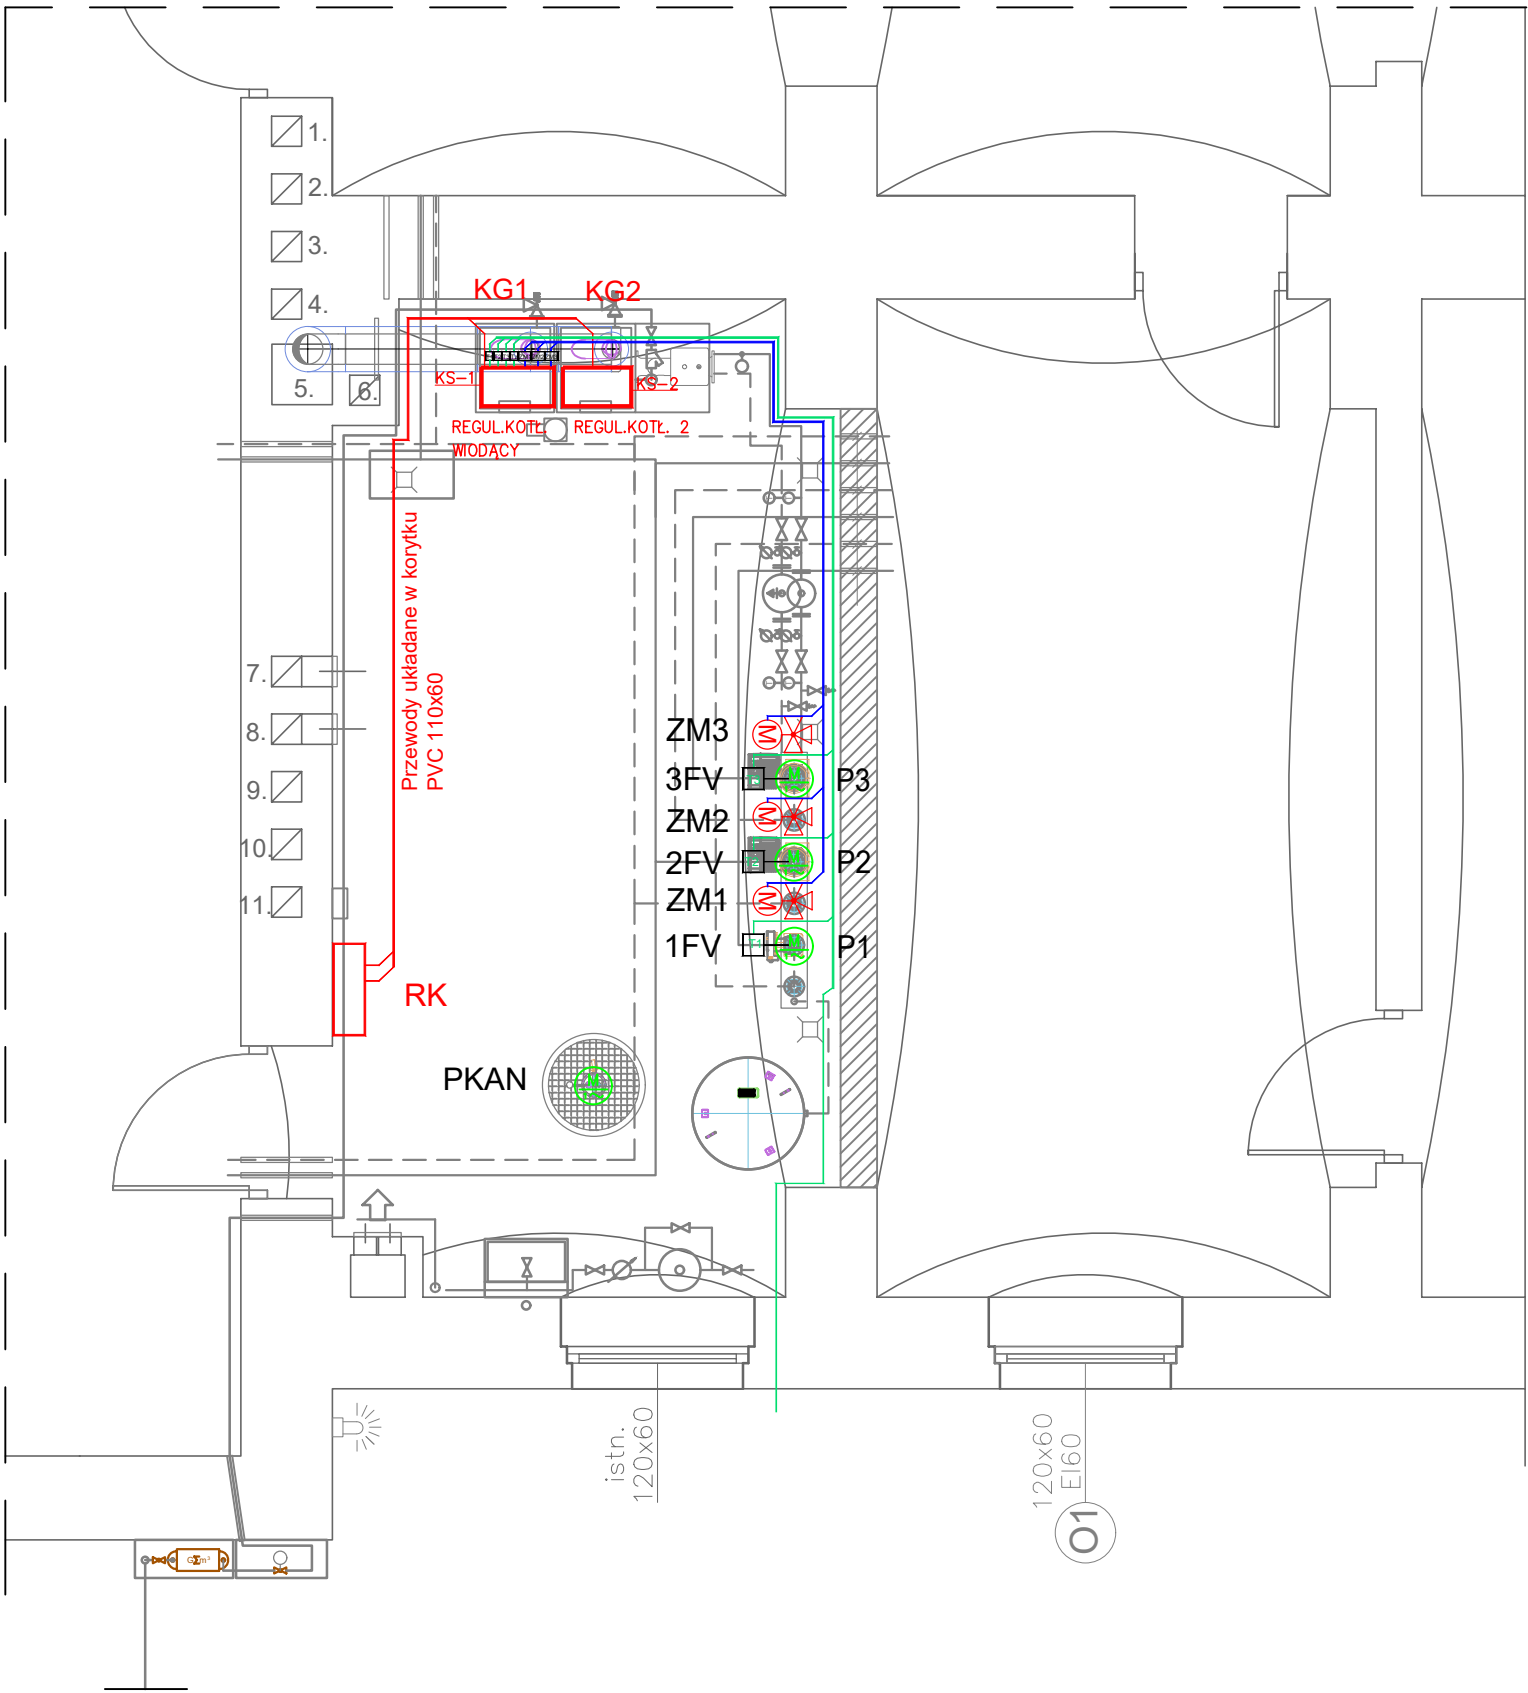 1.
2.
3.
4.
5.
6.
KG1
KG2
KS-1
KS-2
REGUL.KOTŁ.
WIODĄCY
REGUL.KOTŁ. 2
Przewody układane w korytku
PVC 110x60
7.
8.
9.
10.
11.
ZM3
M
3FV
P3
ZM2
M
2FV
P2
ZM1
M
1FV
P1
RK
PKAN
istn.
120x60
120x60
EI60
O1